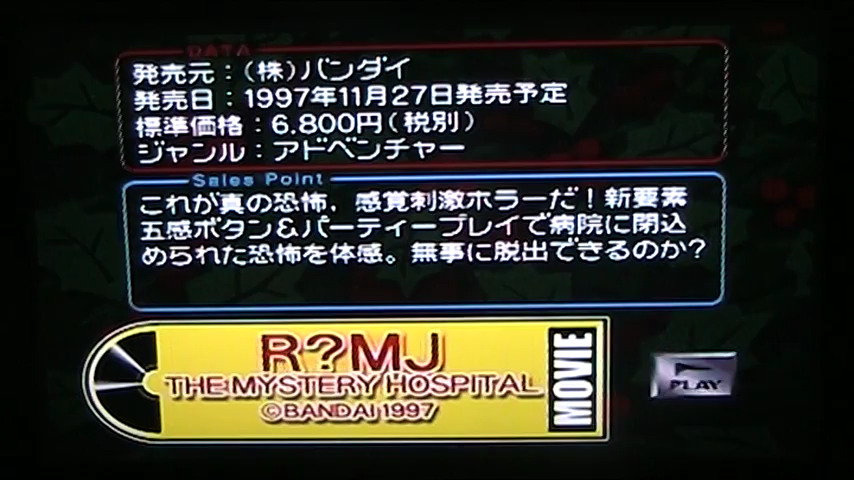 DATA
発売元：(株)バンダイ
発売日：1997年11月27日発売予定
標準価格：6.800円(税別)
ジャンル：アドベンチャー
Sales Point
これが真の恐怖，感覚刺激ホラーだ！新要素
五感ボタン＆パーティープレイで病院に閉込
められた恐怖を体感。無事に脱出できるのか？
R?MJ
THE MYSTERY HOSPITAL
©BANDAI 1997
MOVIE
PLAY